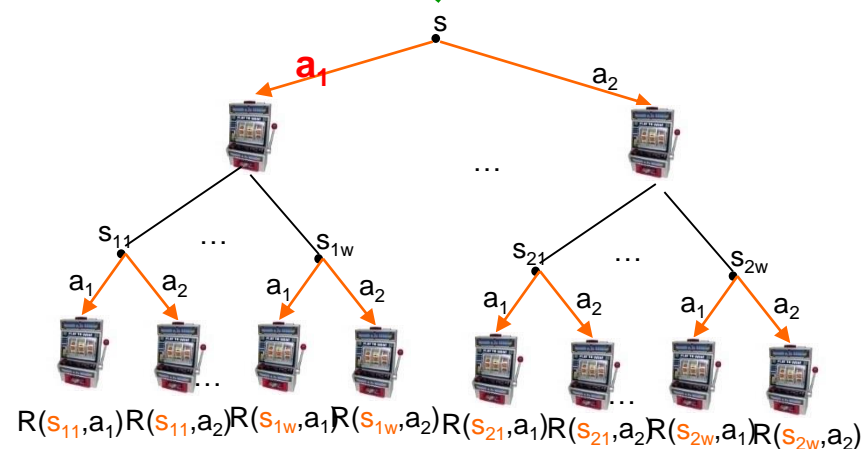 s
a₁
a₂
…
s₁₁
…
s₁w
s₂₁
…
s₂w
a₁
a₂
a₁
a₂
a₁
a₂
a₁
a₂
…
…
R(s₁₁,a₁)R(s₁₁,a₂)R(s₁w,a₁)R(s₁w,a₂)R(s₂₁,a₁)R(s₂₁,a₂)R(s₂w,a₁)R(s₂w,a₂)